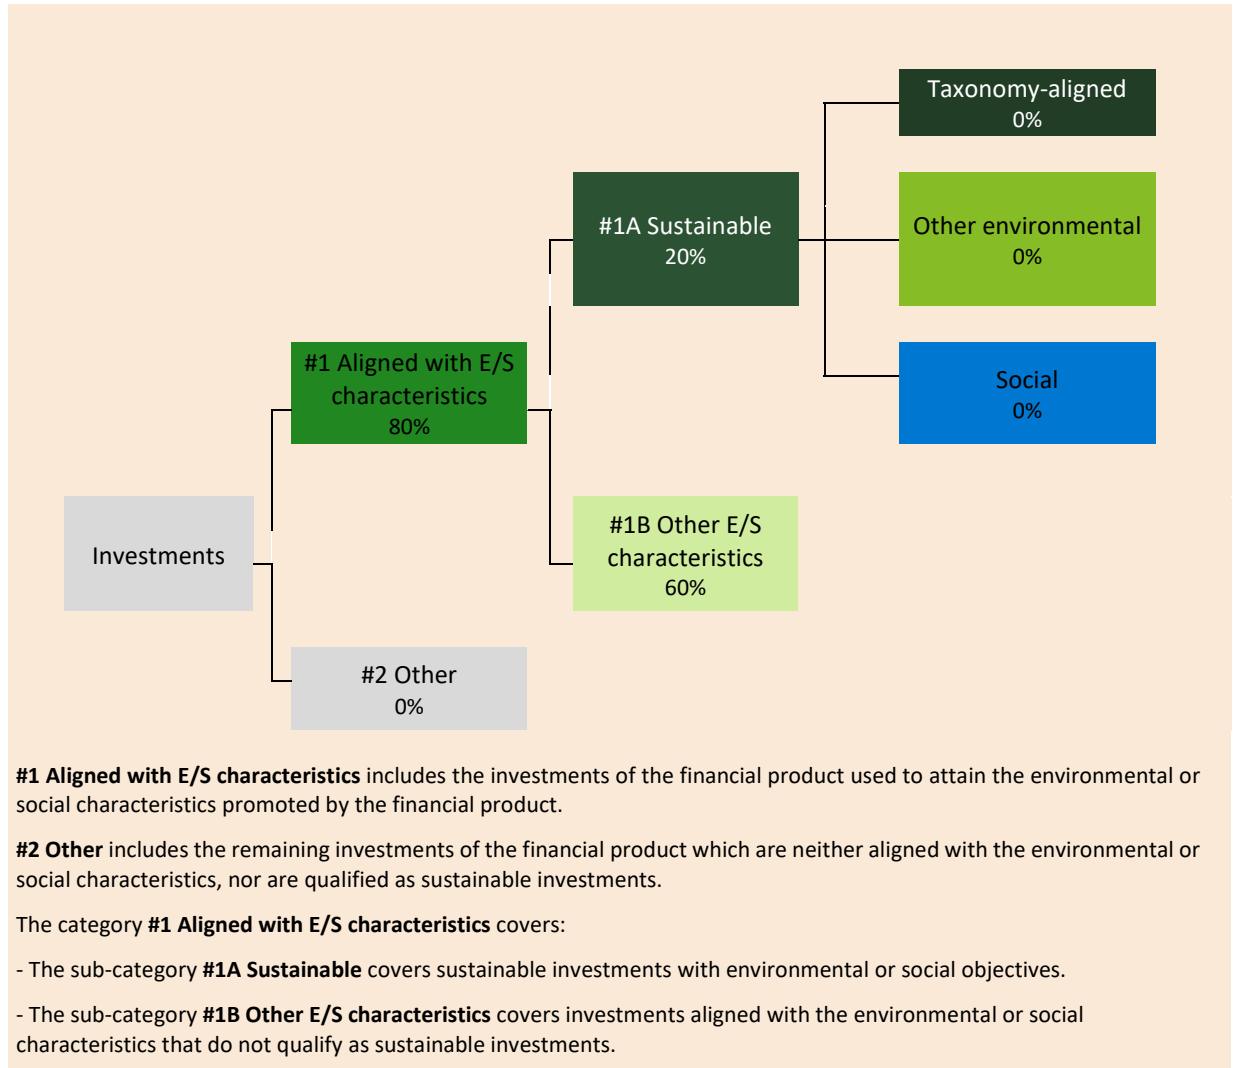 Taxonomy-aligned
0%
#1A Sustainable
20%
Other environmental
0%
#1 Aligned with E/S
characteristics
80%
Social
0%
Investments
#1B Other E/S
characteristics
60%
#2 Other
0%
#1 Aligned with E/S characteristics includes the investments of the financial product used to attain the environmental or
social characteristics promoted by the financial product.
#2 Other includes the remaining investments of the financial product which are neither aligned with the environmental or
social characteristics, nor are qualified as sustainable investments.
The category #1 Aligned with E/S characteristics covers:
- The sub-category #1A Sustainable covers sustainable investments with environmental or social objectives.
- The sub-category #1B Other E/S characteristics covers investments aligned with the environmental or social
characteristics that do not qualify as sustainable investments.